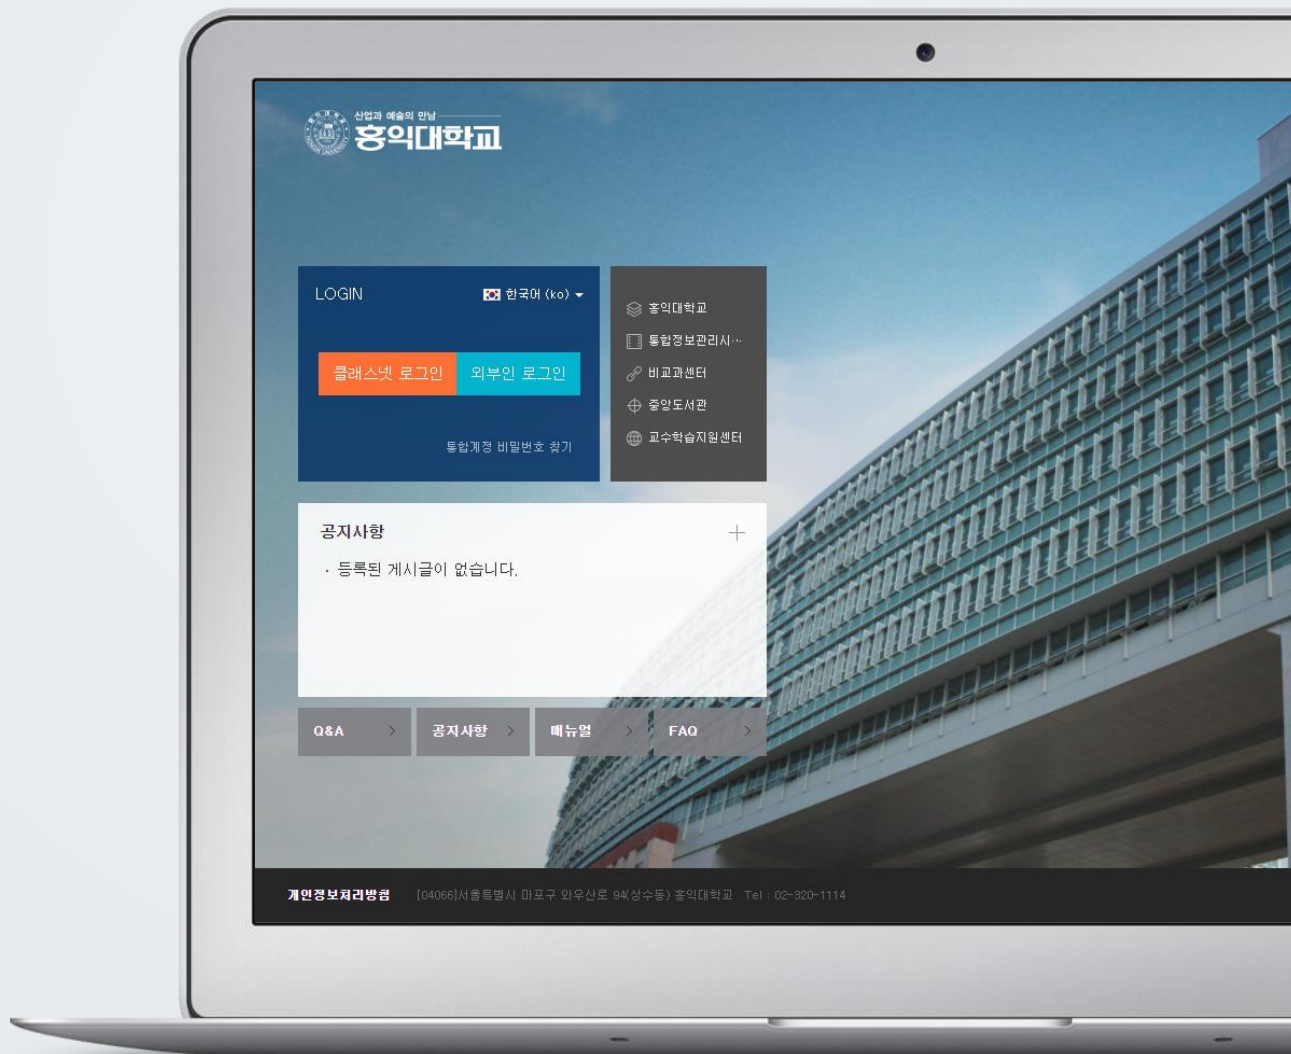 산업과 예술의 만남
홍익대학교
LOGIN
한국어 (ko)
클래스넷 로그인
외부인 로그인
통합계정 비밀번호 찾기
홍익대학교
통합정보관리시…
비교과센터
중앙도서관
교수학습지원센터
공지사항
· 등록된 게시글이 없습니다.
Q&A
공지사항
매뉴얼
FAQ
개인정보처리방침
[04066]서울특별시 마포구 와우산로 94(상수동) 홍익대학교 Tel : 02-320-1114